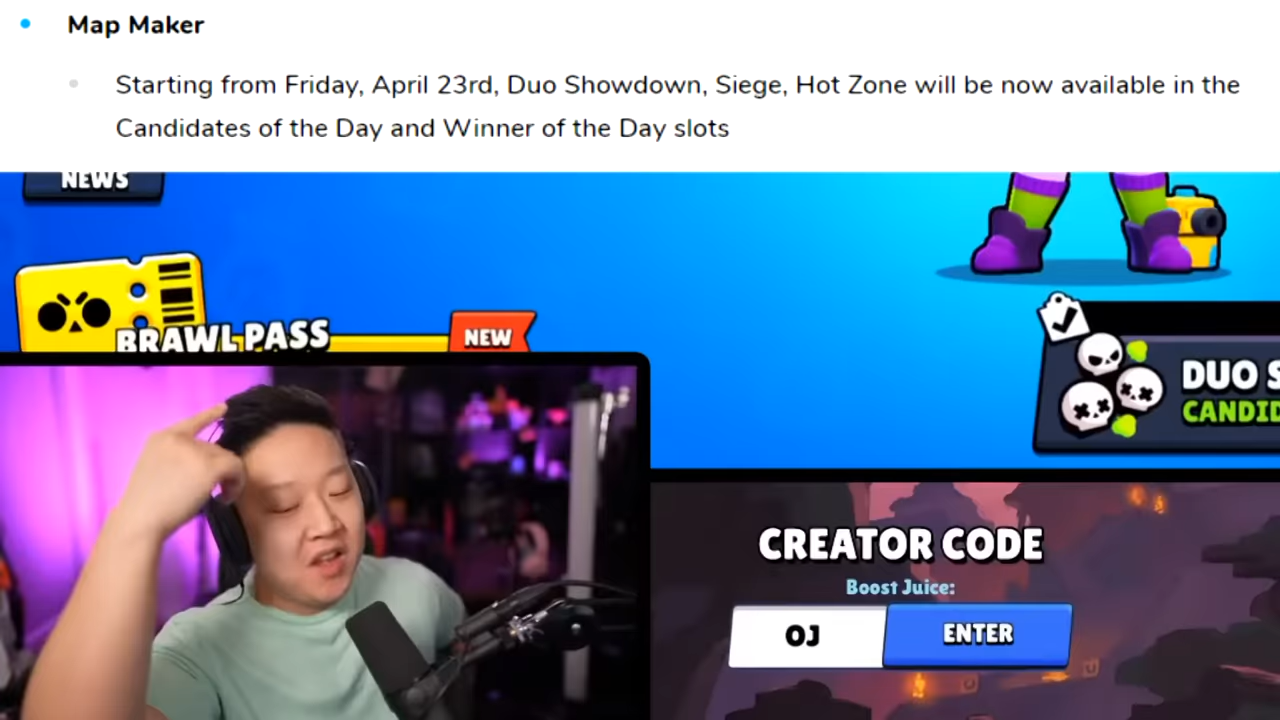 Map Maker
Starting from Friday, April 23rd, Duo Showdown, Siege, Hot Zone will be now available in the
Candidates of the Day and Winner of the Day slots
NEWS
BRAWL PASS
NEW
DUO S
CANDID
CREATOR CODE
Boost Juice:
OJ
ENTER